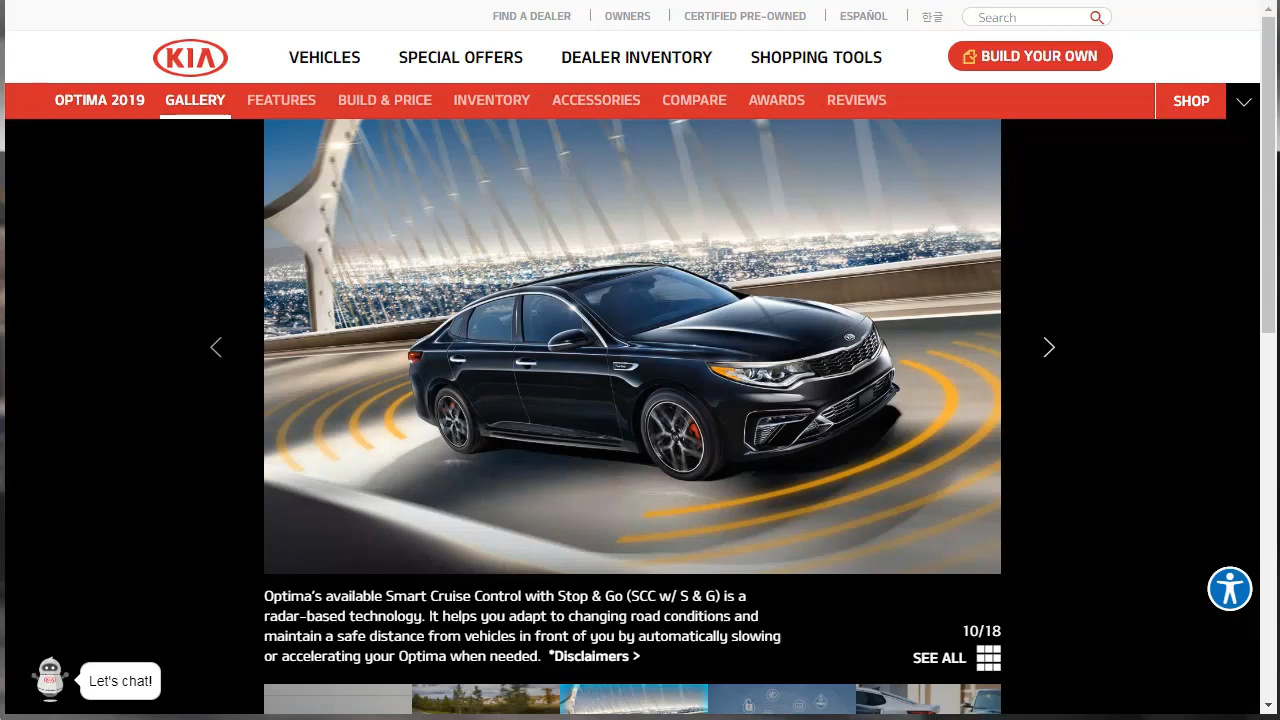 FIND A DEALER OWNERS CERTIFIED PRE-OWNED ESPAÑOL 한글 Search
KIA VEHICLES SPECIAL OFFERS DEALER INVENTORY SHOPPING TOOLS BUILD YOUR OWN
OPTIMA 2019 GALLERY FEATURES BUILD & PRICE INVENTORY ACCESSORIES COMPARE AWARDS REVIEWS SHOP
Optima's available Smart Cruise Control with Stop & Go (SCC w/ S & G) is a
radar-based technology. It helps you adapt to changing road conditions and
maintain a safe distance from vehicles in front of you by automatically slowing
or accelerating your Optima when needed. *Disclaimers >
10/18
SEE ALL
Let's chat!